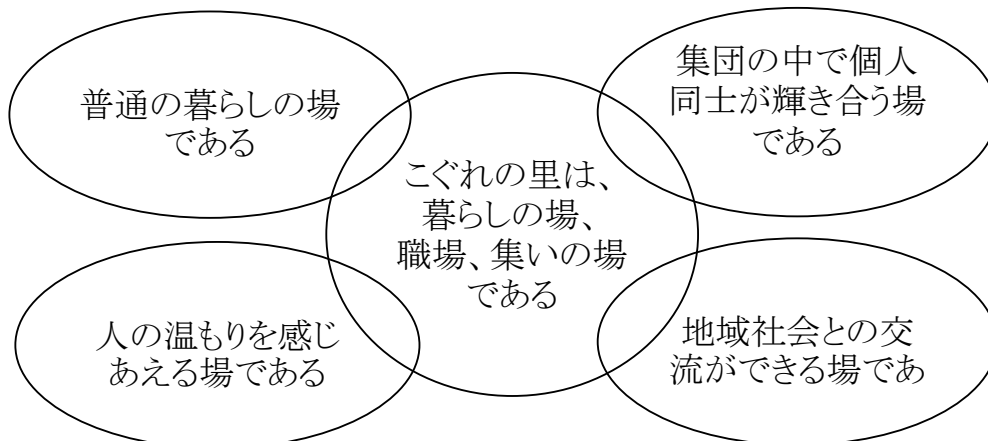 普通の暮らしの場
である
集団の中で個人
同士が輝き合う場
である
こぐれの里は、
暮らしの場、
職場、集いの場
である
人の温もりを感じ
あえる場である
地域社会との交
流ができる場であ